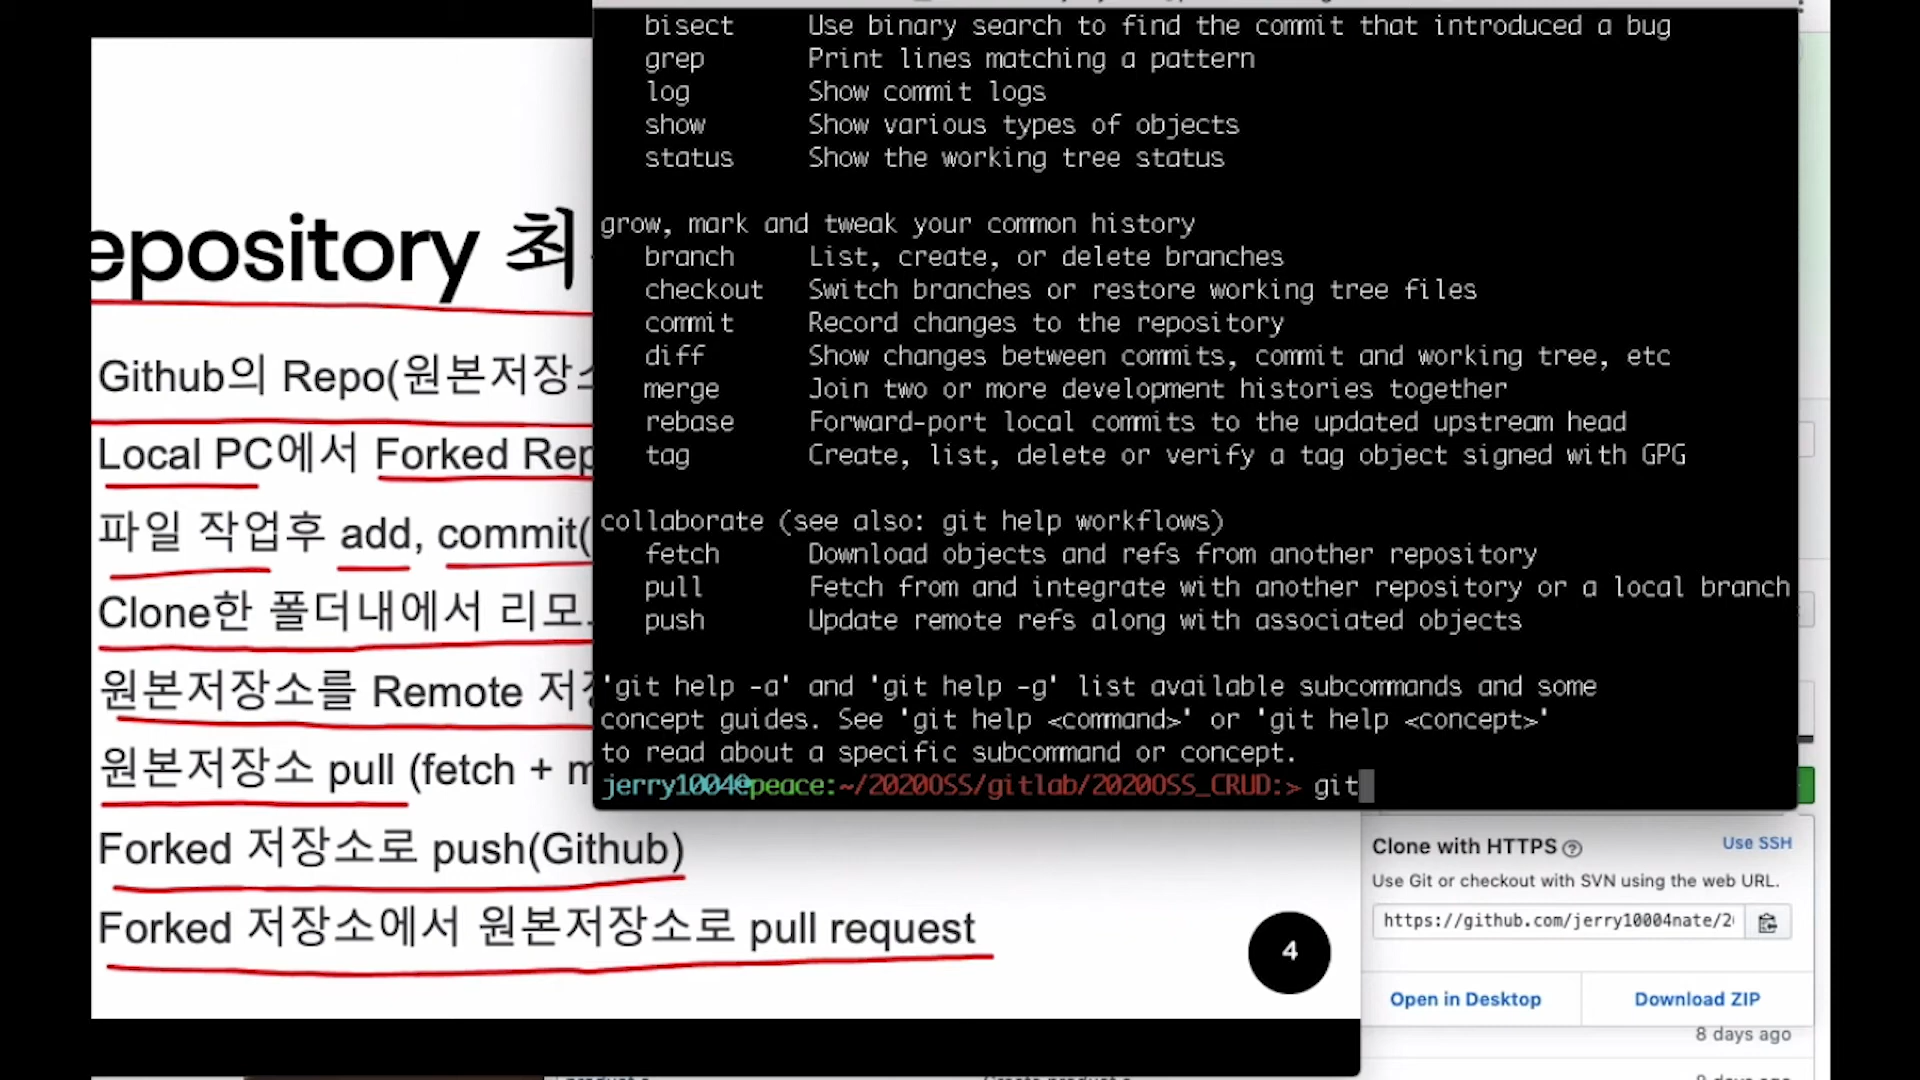 bisect Use binary search to find the commit that introduced a bug
grep Print lines matching a pattern
log Show commit logs
show Show various types of objects
status Show the working tree status
grow, mark and tweak your common history
branch List, create, or delete branches
checkout Switch branches or restore working tree files
commit Record changes to the repository
diff Show changes between commits, commit and working tree, etc
merge Join two or more development histories together
rebase Forward-port local commits to the updated upstream head
tag Create, list, delete or verify a tag object signed with GPG
collaborate (see also: git help workflows)
fetch Download objects and refs from another repository
pull Fetch from and integrate with another repository or a local branch
push Update remote refs along with associated objects
'git help -a' and 'git help -g' list available subcommands and some
concept guides. See 'git help <command>' or 'git help <concept>'
to read about a specific subcommand or concept.
jerry1004@peace:~/2020OSS/gitlab/2020OSS_CRUD:> git
epository 최
Github의 Repo(원본저장소
Local PC에서 Forked Rep
파일 작업후 add, commit(
Clone한 폴더내에서 리모
원본저장소를 Remote 저장
원본저장소 pull (fetch + m
Forked 저장소로 push(Github)
Forked 저장소에서 원본저장소로 pull request
4
Clone with HTTPS
Use SSH
Use Git or checkout with SVN using the web URL.
https://github.com/jerry10004nate/2
Open in Desktop
Download ZIP
8 days ago